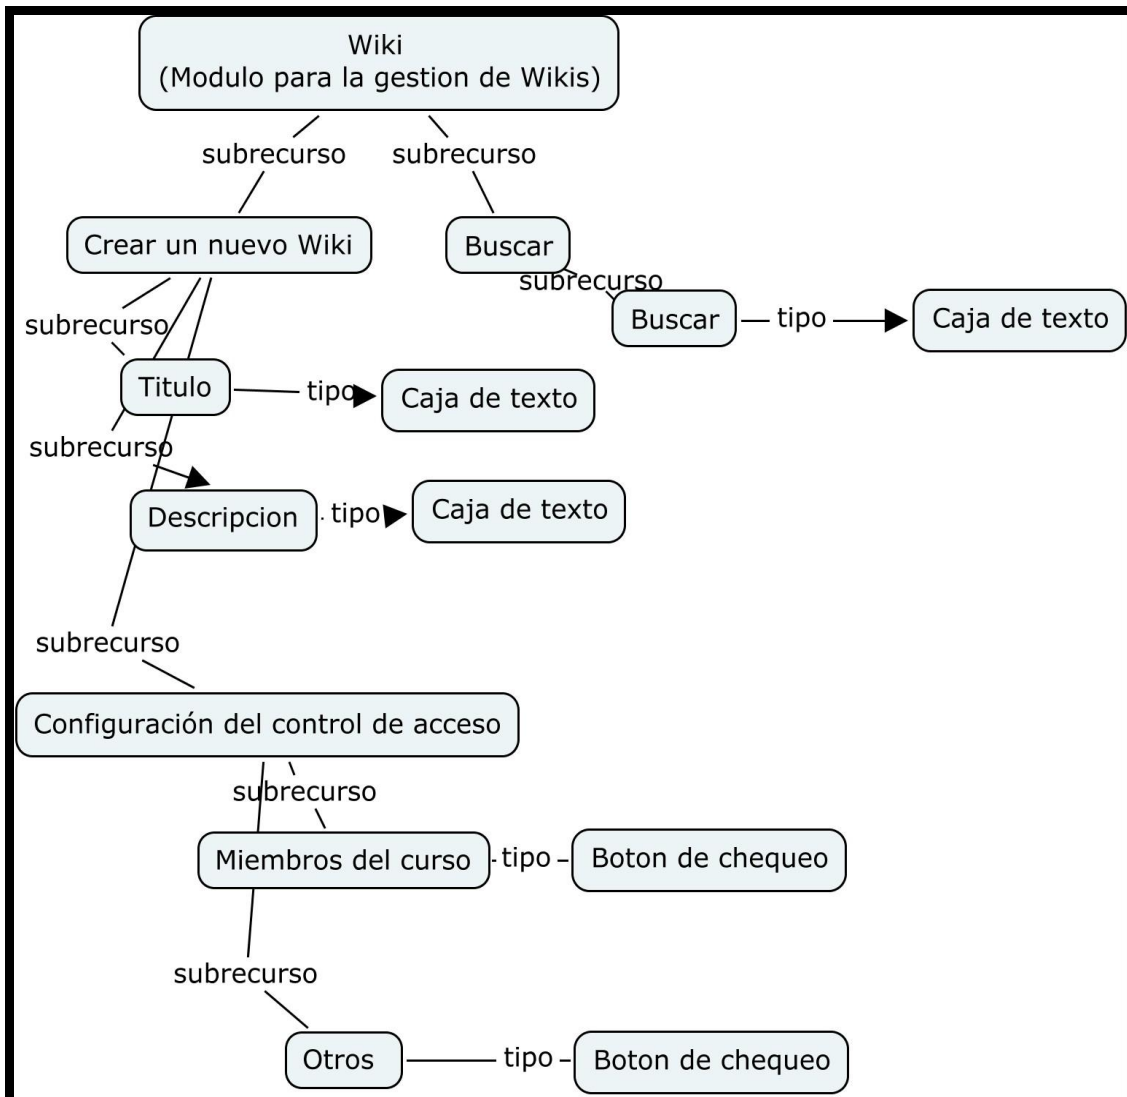 Wiki
(Modulo para la gestion de Wikis)
subrecurso
subrecurso
Crear un nuevo Wiki
Buscar
subrecurso
Buscar
tipo
Caja de texto
subrecurso
Titulo
tipo
Caja de texto
subrecurso
Descripcion
tipo
Caja de texto
subrecurso
Configuración del control de acceso
subrecurso
Miembros del curso
tipo
Boton de chequeo
subrecurso
Otros
tipo
Boton de chequeo